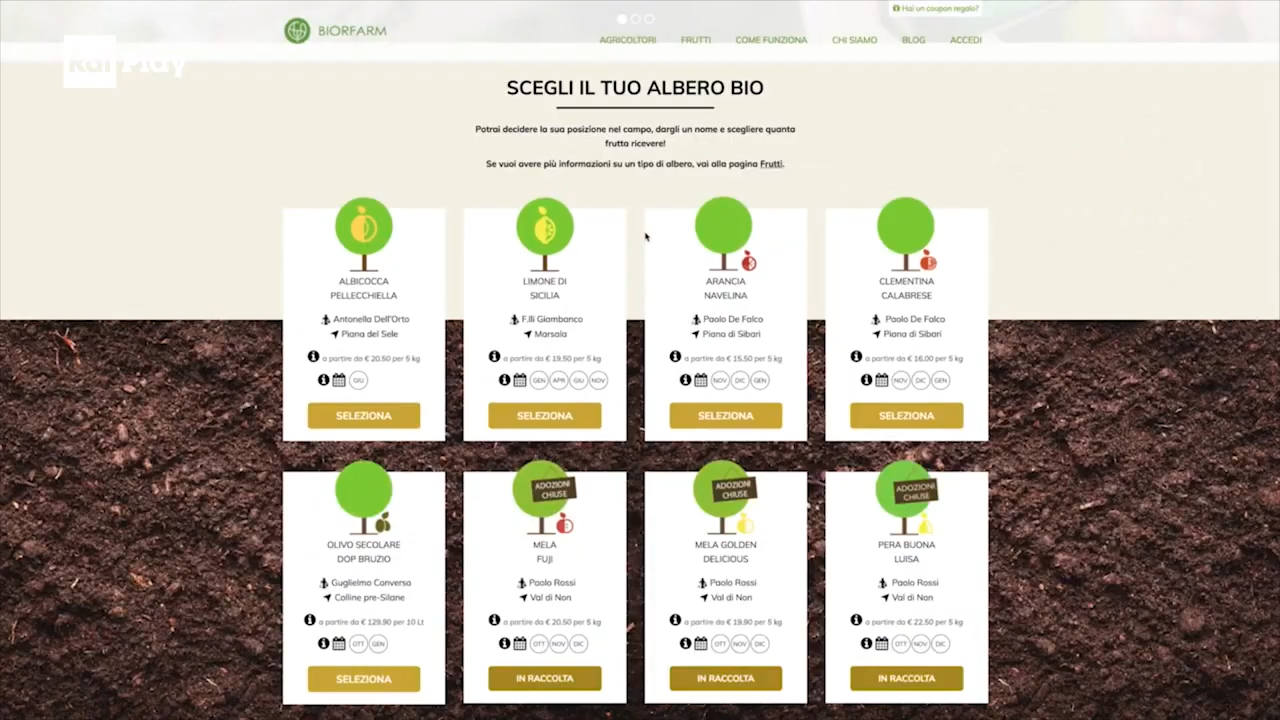 Hai un coupon regalo?
BIORFARM
AGRICOLTORI FRUTTI COME FUNZIONA CHI SIAMO BLOG ACCEDI
Rai Play
SCEGLI IL TUO ALBERO BIO
Potrai decidere la sua posizione nel campo, dargli un nome e scegliere quanta
frutta ricevere!
Se vuoi avere più informazioni su un tipo di albero, vai alla pagina Frutti.
ALBICOCCA
PELLECCHIELLA
Antonella Dell'Orto
Piana del Sele
a partire da € 20,50 per 5 kg
GIU
SELEZIONA
LIMONE DI
SICILIA
F.lli Giambanco
Marsala
a partire da € 19,50 per 5 kg
GEN APR GIU NOV
SELEZIONA
ARANCIA
NAVELINA
Paolo De Falco
Piana di Sibari
a partire da € 15,50 per 5 kg
NOV DIC GEN
SELEZIONA
CLEMENTINA
CALABRESE
Paolo De Falco
Piana di Sibari
a partire da € 16,00 per 5 kg
NOV DIC GEN
SELEZIONA
OLIVO SECOLARE
DOP BRUZIO
Guglielmo Converso
Colline pre-Silane
a partire da € 129,90 per 10 Lt
OTT GEN
SELEZIONA
ADOZIONI
CHIUSE
MELA
FUJI
Paolo Rossi
Val di Non
a partire da € 20,50 per 5 kg
OTT NOV DIC
IN RACCOLTA
ADOZIONI
CHIUSE
MELA GOLDEN
DELICIOUS
Paolo Rossi
Val di Non
a partire da € 19,90 per 5 kg
OTT NOV DIC
IN RACCOLTA
ADOZIONI
CHIUSE
PERA BUONA
LUISA
Paolo Rossi
Val di Non
a partire da € 22,50 per 5 kg
OTT NOV DIC
IN RACCOLTA